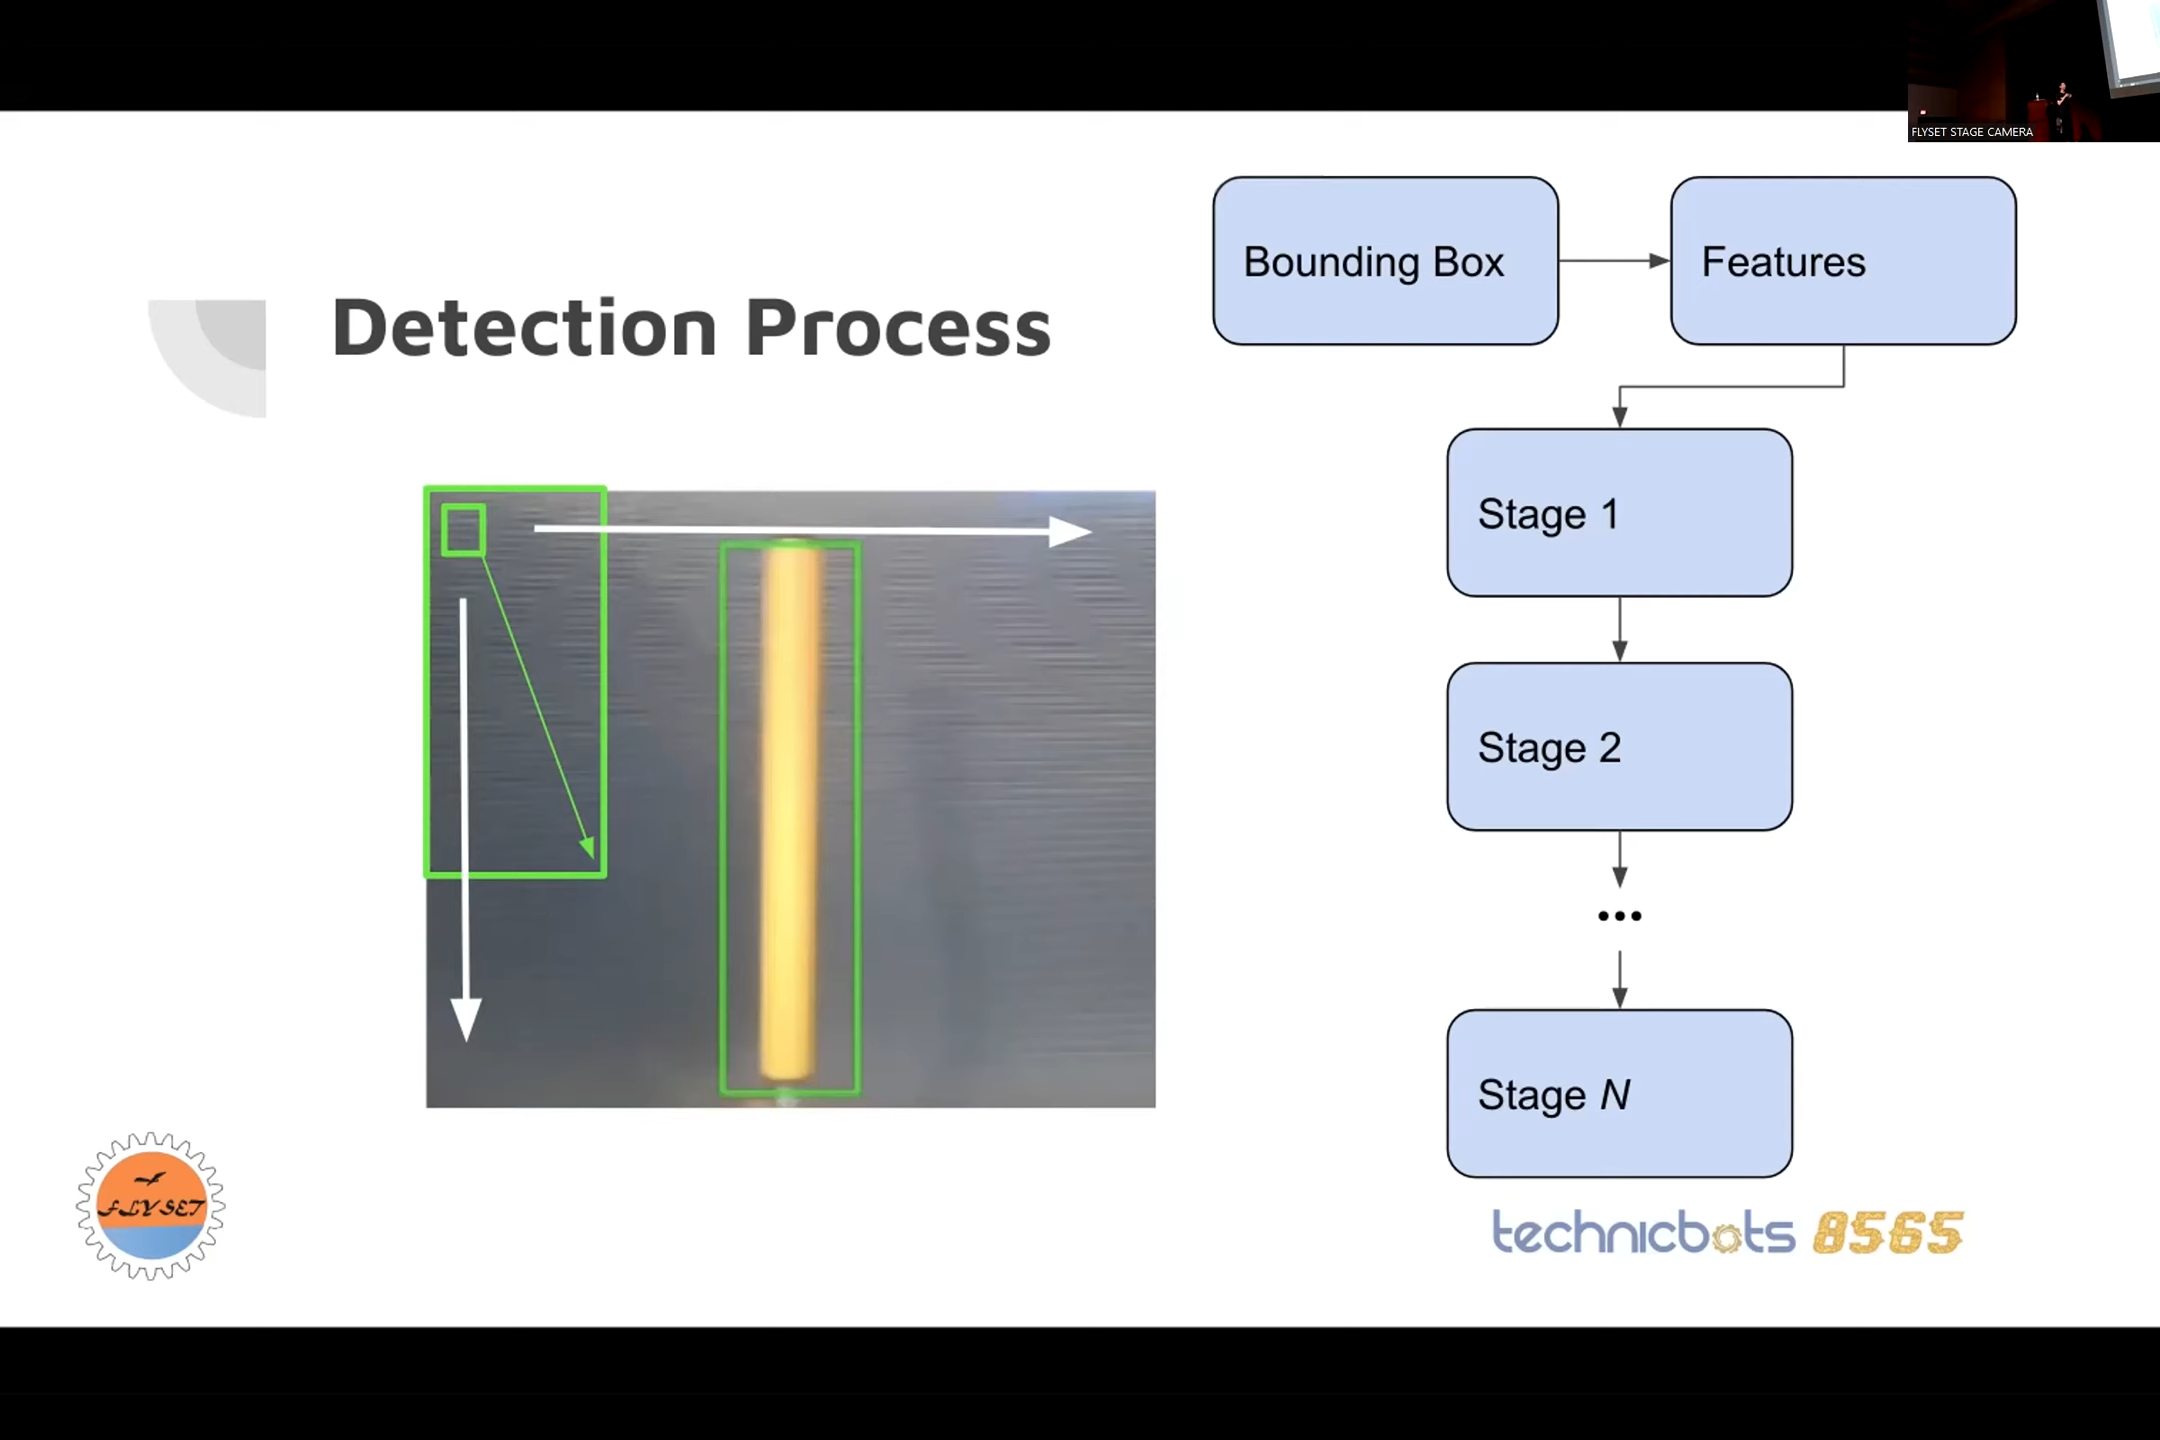 FLYSET STAGE CAMERA
Bounding Box
Features
Detection Process
Stage 1
Stage 2
...
Stage N
FLYSET
technicbots 8565